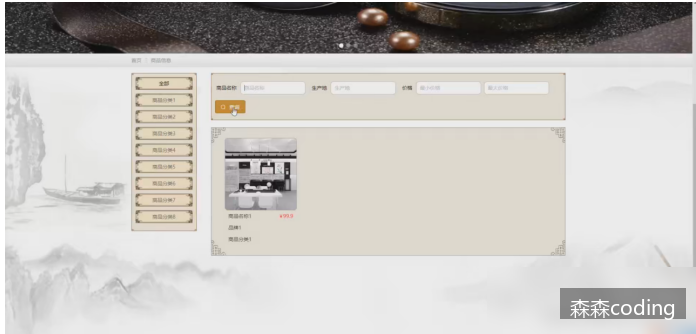 首页 / 商品信息
全部
商品分类1
商品分类2
商品分类3
商品分类4
商品分类5
商品分类6
商品分类7
商品分类8
商品名称 商品名称 生产地 生产地 价格 最小价格 最大价格
查询
商品名称1 ¥99.9
品牌1
商品分类1
森森coding